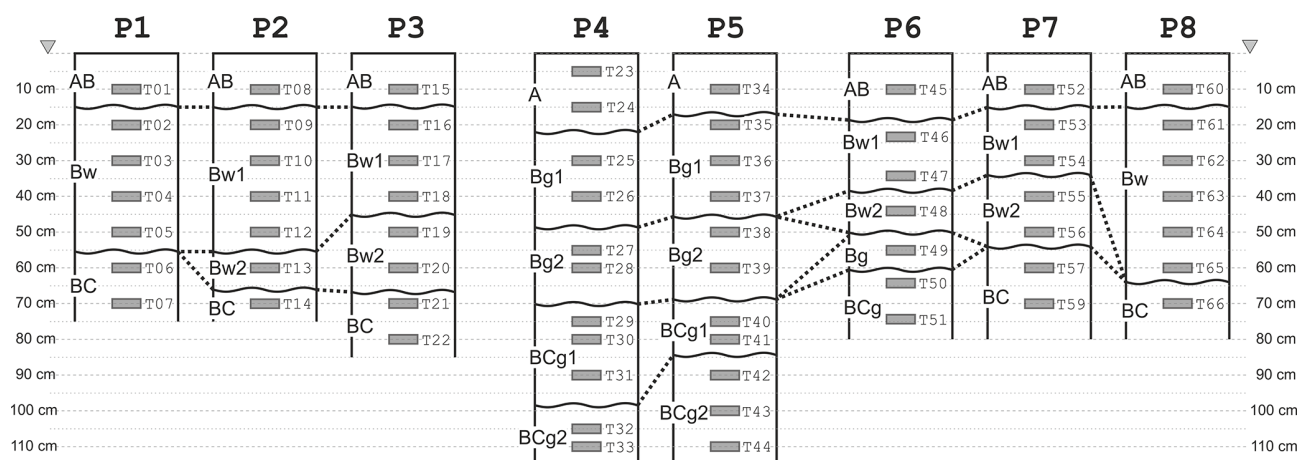 P1 P2 P3 P4 P5 P6 P7 P8
T23
AB AB AB A A AB AB AB
10 cm T01 T08 T15 T34 T45 T52 T60 10 cm
T24
20 cm T02 T09 T16 T35 T53 T61 20 cm
Bw1 T46 Bw1
30 cm T03 T10 Bw1 T17 T25 T36 T54 T62 30 cm
Bw Bw1 Bg1 Bg1 T47 Bw
40 cm T04 T11 T18 T26 T37 T55 T63 40 cm
Bw2 T48 Bw2
50 cm T05 T12 T19 T38 T56 T64 50 cm
Bw2 T27 Bg2 Bg T49
60 cm T06 Bw2 T13 T20 Bg2 T28 T39 T57 T65 60 cm
BC T50
70 cm T07 BC T14 T21 BCg BC T59 BC T66 70 cm
BC T29 BCg1 T40 T51
80 cm T22 T30 T41 80 cm
BCg1
90 cm T31 T42 90 cm
100 cm BCg2 T43 100 cm
BCg2 T32
110 cm T33 T44 110 cm